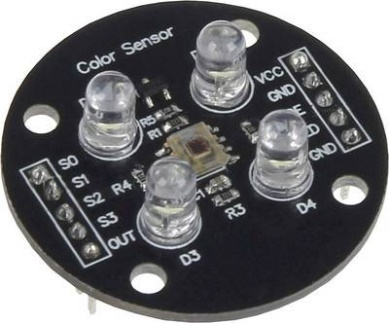 Color Sensor
VCC
GND
GND
R5
R1
S0
S1
S2
S3
OUT
R4
R3
D3
D4